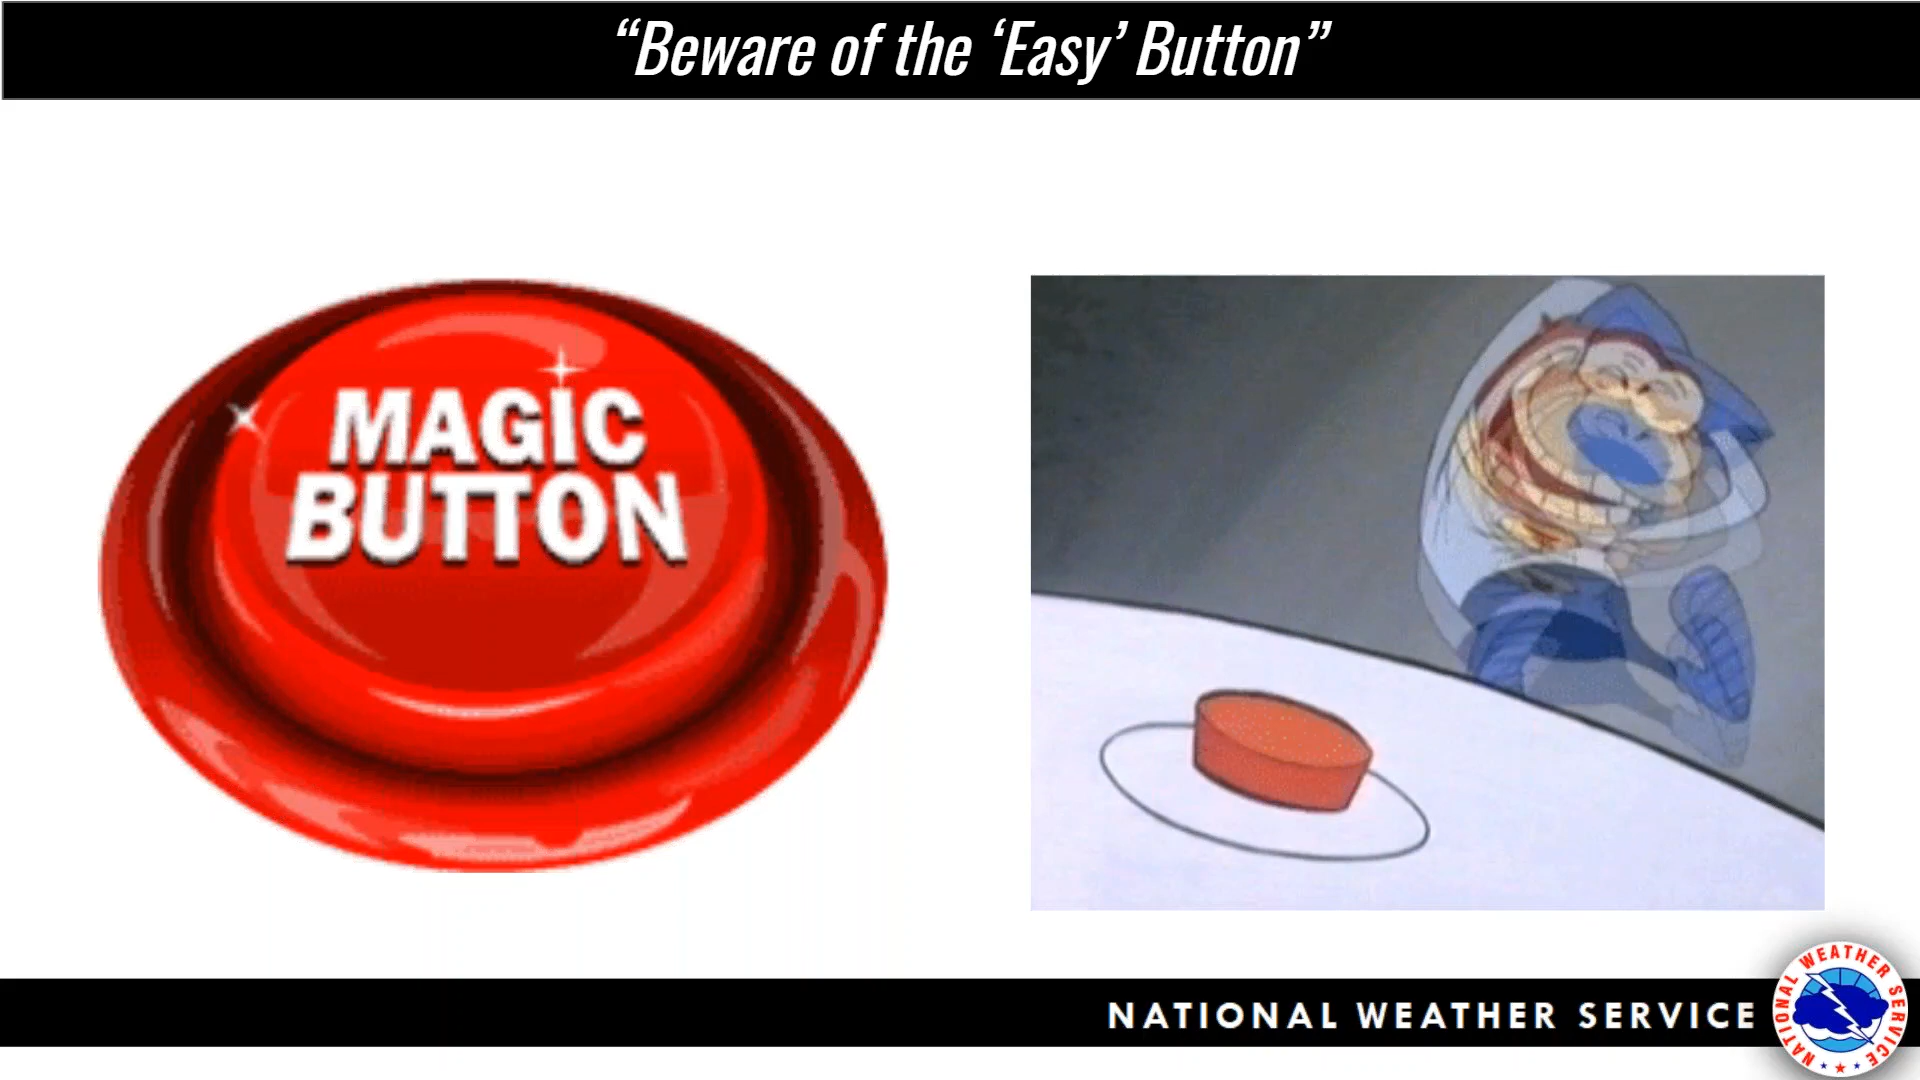 “Beware of the ‘Easy’ Button”
MAGIC
BUTTON
NATIONAL WEATHER SERVICE
NATIONAL WEATHER SERVICE